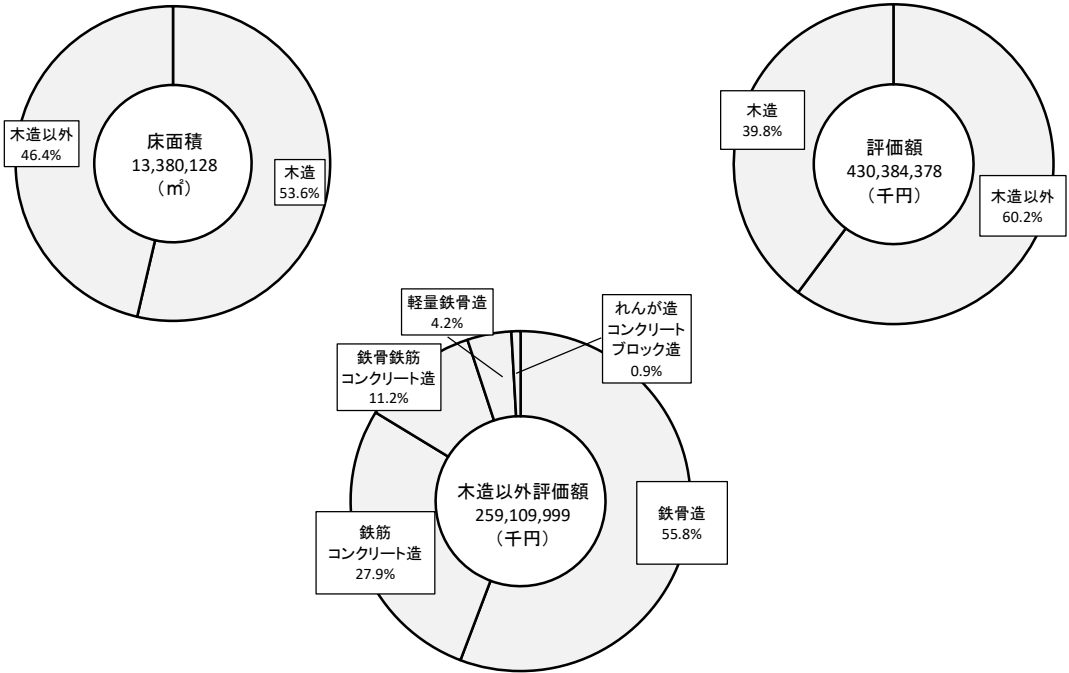 床面積
13,380,128
（㎡）
木造以外
46.4%
木造
53.6%
評価額
430,384,378
（千円）
木造
39.8%
木造以外
60.2%
木造以外評価額
259,109,999
（千円）
軽量鉄骨造
4.2%
れんが造
コンクリート
ブロック造
0.9%
鉄骨鉄筋
コンクリート造
11.2%
鉄筋
コンクリート造
27.9%
鉄骨造
55.8%